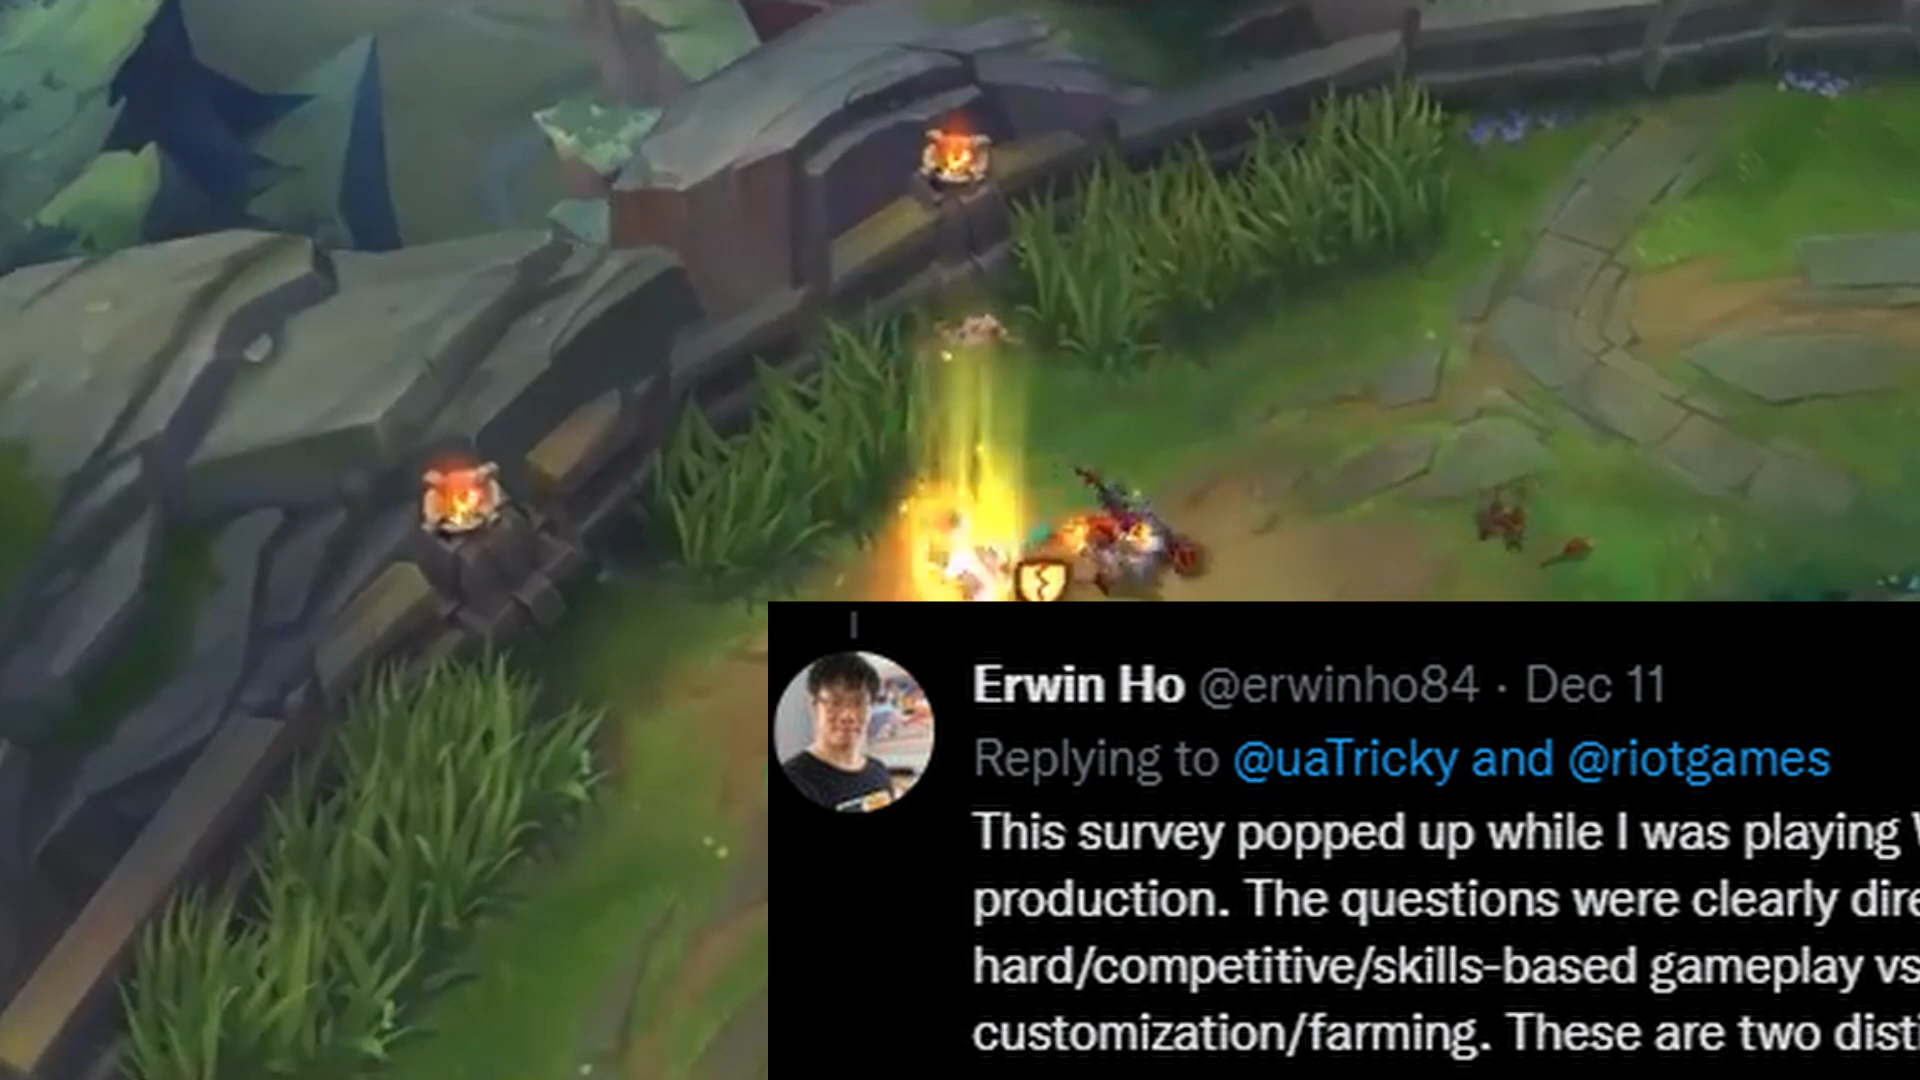 Erwin Ho @erwinho84 · Dec 11
Replying to @uaTricky and @riotgames
This survey popped up while I was playing
production. The questions were clearly dire
hard/competitive/skills-based gameplay vs
customization/farming. These are two disti